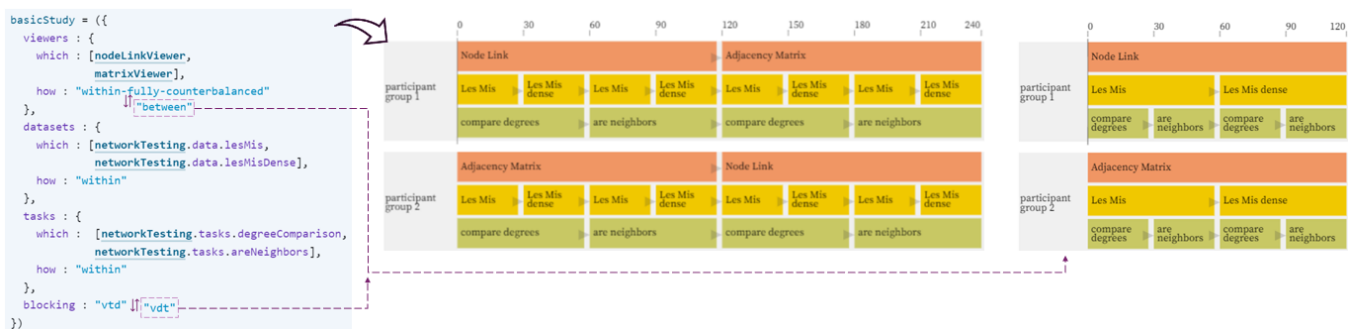 basicStudy = ({
viewers : {
which : [nodeLinkViewer,
matrixViewer],
how : "within-fully-counterbalanced"
"between"
},
datasets : {
which : [networkTesting.data.lesMis,
networkTesting.data.lesMisDense],
how : "within"
},
tasks : {
which : [networkTesting.tasks.degreeComparison,
networkTesting.tasks.areNeighbors],
how : "within"
},
blocking : "vtd" "vdt"
})
0 30 60 90 120 150 180 210 240
participant
group 1
Node Link Adjacency Matrix
Les Mis Les Mis dense Les Mis Les Mis dense Les Mis Les Mis dense Les Mis Les Mis dense
compare degrees are neighbors compare degrees are neighbors
participant
group 2
Adjacency Matrix Node Link
Les Mis Les Mis dense Les Mis Les Mis dense Les Mis Les Mis dense Les Mis Les Mis dense
compare degrees are neighbors compare degrees are neighbors
0 30 60 90 120
participant
group 1
Node Link
Les Mis Les Mis dense
compare degrees are neighbors compare degrees are neighbors
participant
group 2
Adjacency Matrix
Les Mis Les Mis dense
compare degrees are neighbors compare degrees are neighbors